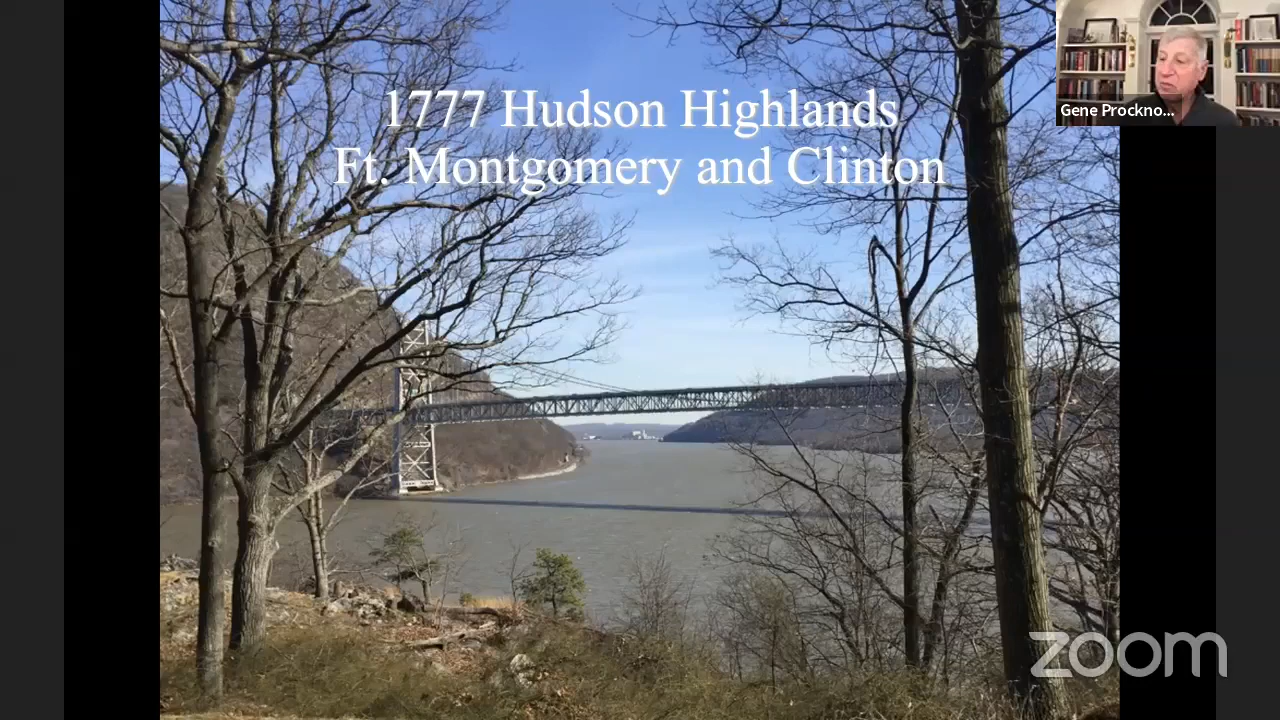 1777 Hudson Highlands
Ft. Montgomery and Clinton
Gene Prockno...
zoom